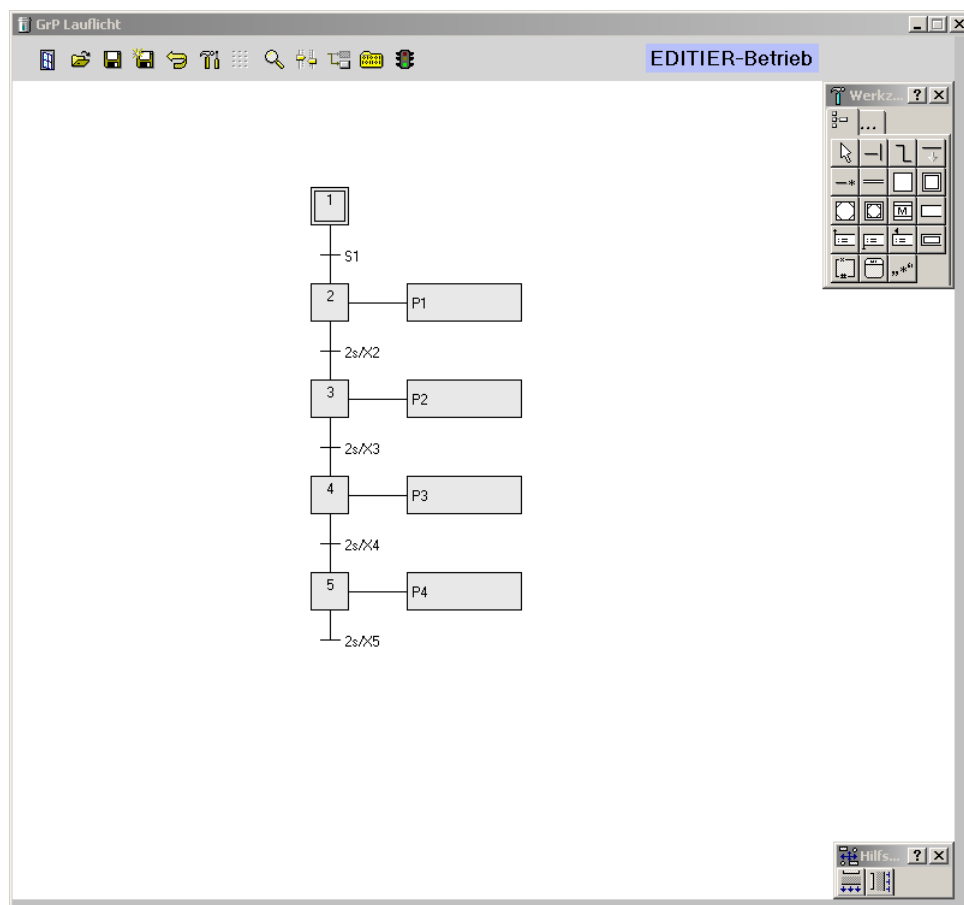 GrP Lauflicht
EDITIER-Betrieb
Werkz... ?
...
M
:= := :=
„*“
1
S1
2 P1
2s/X2
3 P2
2s/X3
4 P3
2s/X4
5 P4
2s/X5
Hilfs... ?